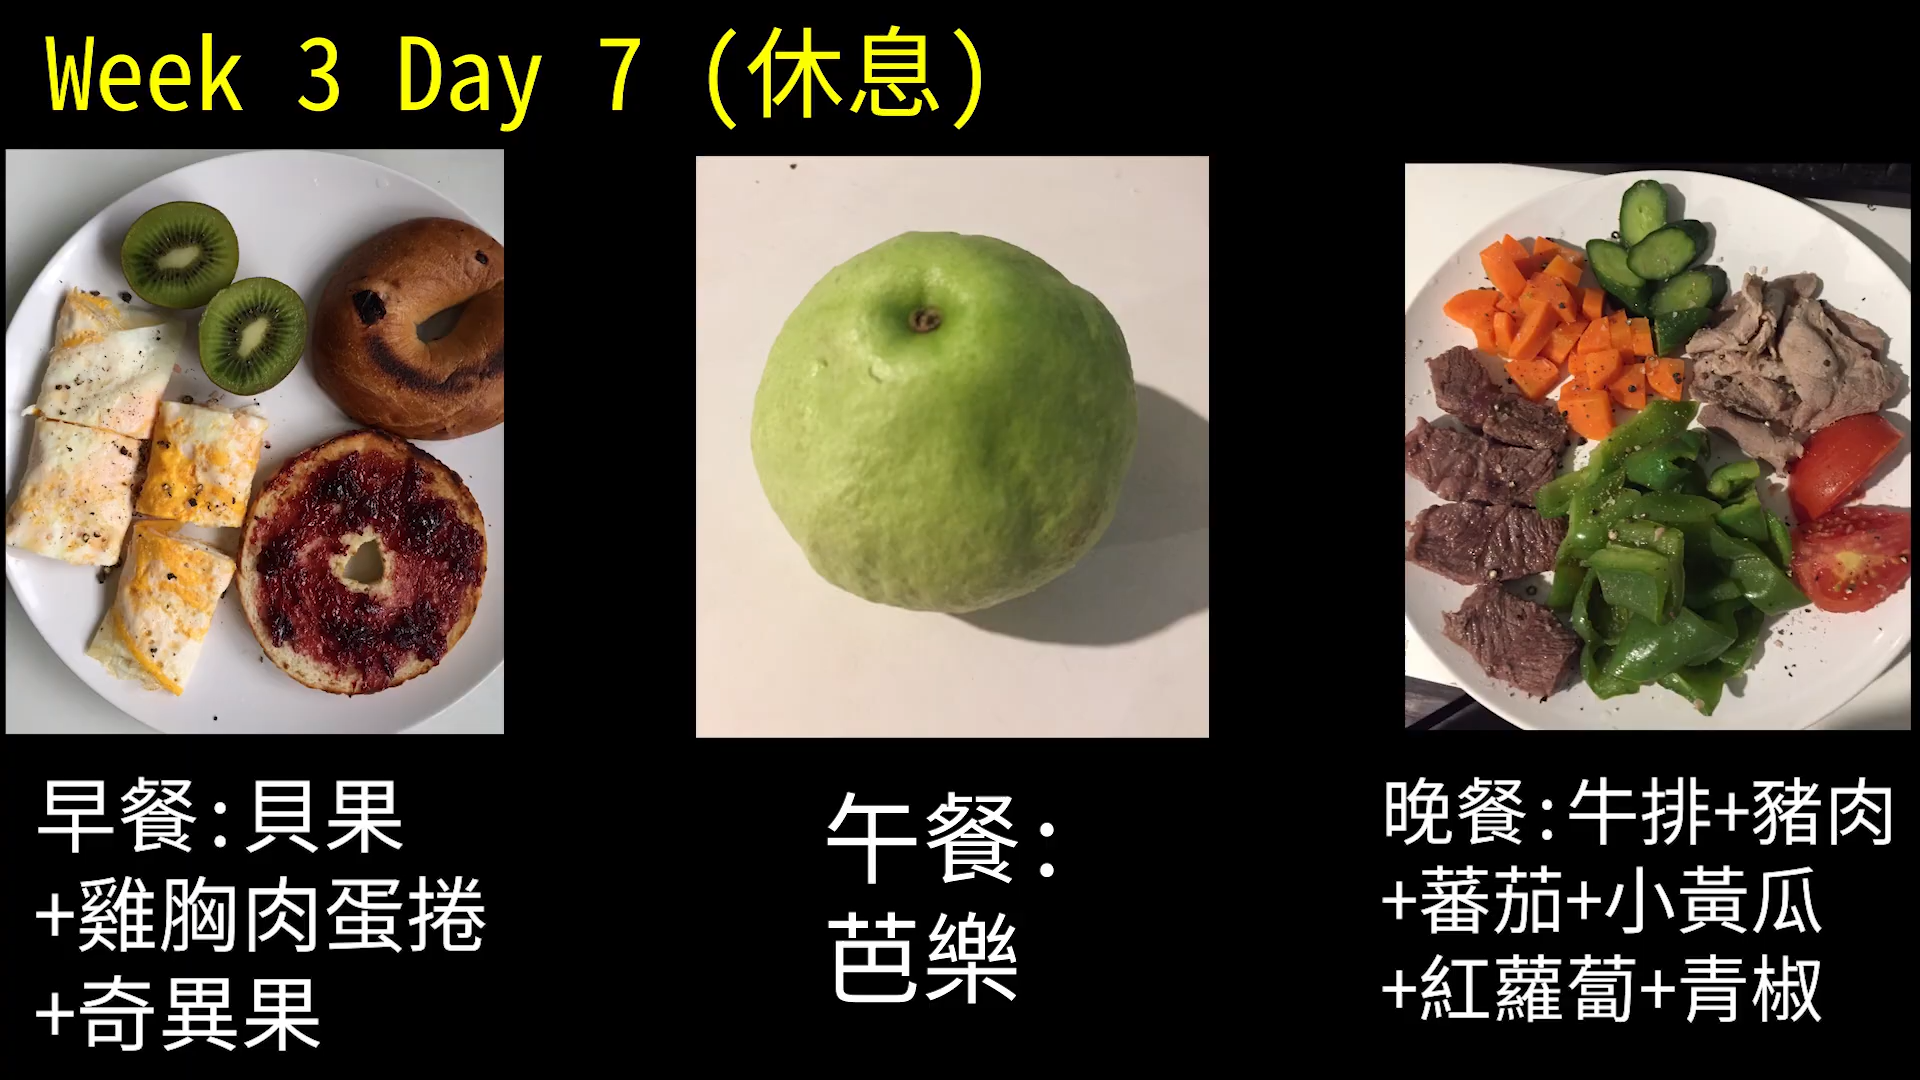 Week 3 Day 7 (休息)
早餐:貝果
+雞胸肉蛋捲
+奇異果
午餐:
芭樂
晚餐:牛排+豬肉
+蕃茄+小黃瓜
+紅蘿蔔+青椒